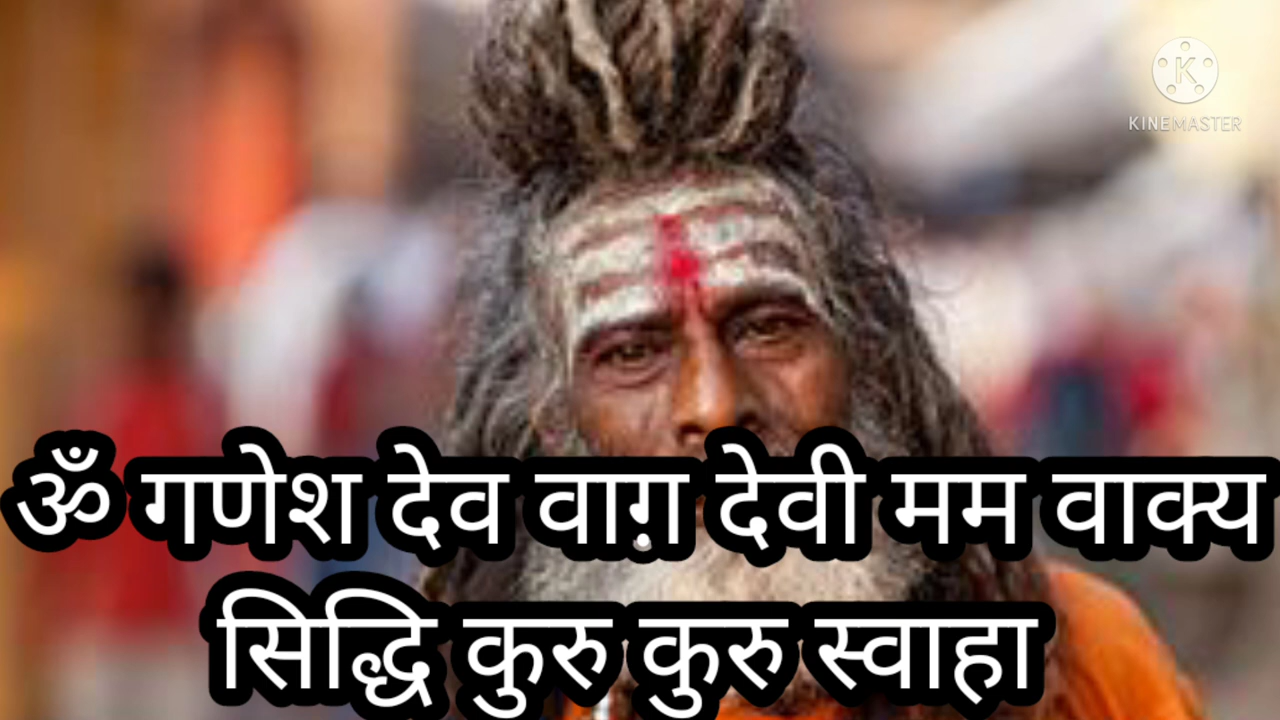 KINEMASTER
ॐ गणेश देव वाग़ देवी मम वाक्य
सिद्धि कुरु कुरु स्वाहा